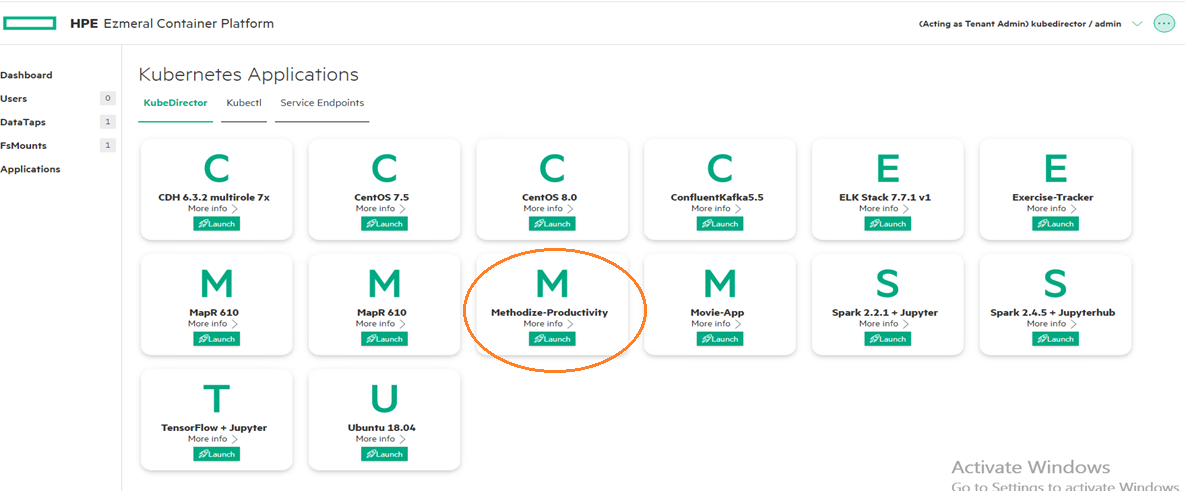 HPE Ezmeral Container Platform
(Acting as Tenant Admin) kubedirector / admin
Dashboard
Users 0
DataTaps 1
FsMounts 1
Applications
Kubernetes Applications
KubeDirector Kubectl Service Endpoints
C C C C E E
CDH 6.3.2 multirole 7x CentOS 7.5 CentOS 8.0 ConfluentKafka5.5 ELK Stack 7.7.1 v1 Exercise-Tracker
More info More info More info More info More info More info
Launch Launch Launch Launch Launch Launch
M M M M S S
MapR 610 MapR 610 Methodize-Productivity Movie-App Spark 2.2.1 + Jupyter Spark 2.4.5 + Jupyterhub
More info More info More info More info More info More info
Launch Launch Launch Launch Launch Launch
T U
TensorFlow + Jupyter Ubuntu 18.04
More info More info
Launch Launch
Activate Windows
Go to Settings to activate Windows